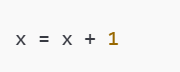 x = x + 1